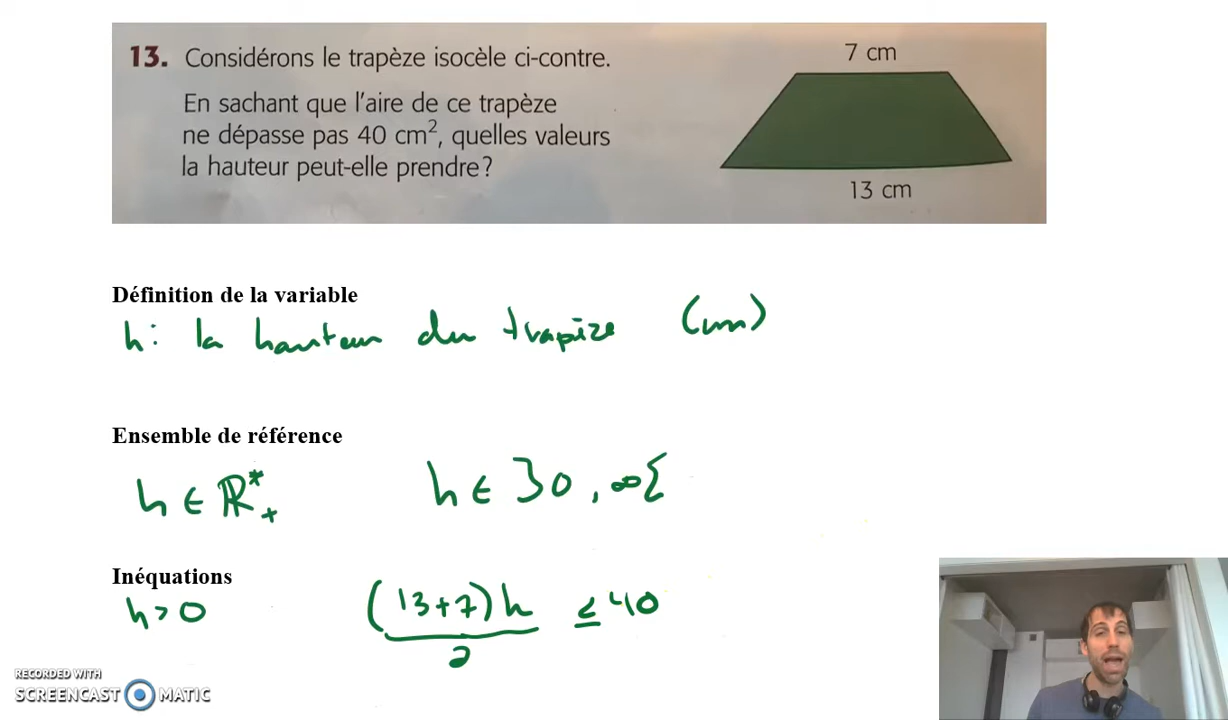 13. Considérons le trapèze isocèle ci-contre.
7 cm
En sachant que l'aire de ce trapèze
ne dépasse pas 40 cm², quelles valeurs
la hauteur peut-elle prendre ?
13 cm
Définition de la variable
h : la hauteur du trapèze (cm)
Ensemble de référence
h ∈ ℝ*₊ h ∈ ]0, ∞[
Inéquations
h > 0 (13+7)h ≤ 40
2
RECORDED WITH
SCREENCAST MATIC